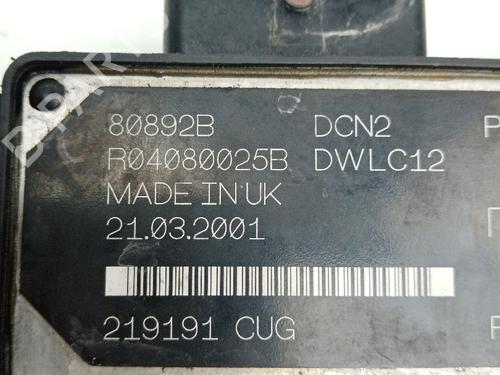 80892B DCN2 P
R04080025B DWLC12
MADE IN UK
21.03.2001
219191 CUG